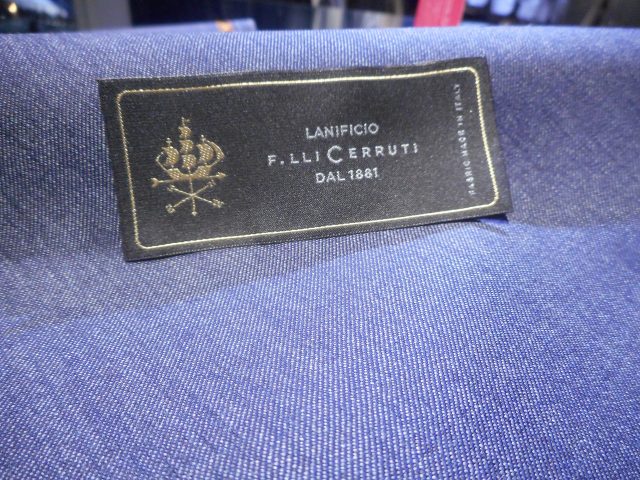 LANIFICIO
F.LLI CERRUTI
DAL 1881
FABRIC MADE IN ITALY